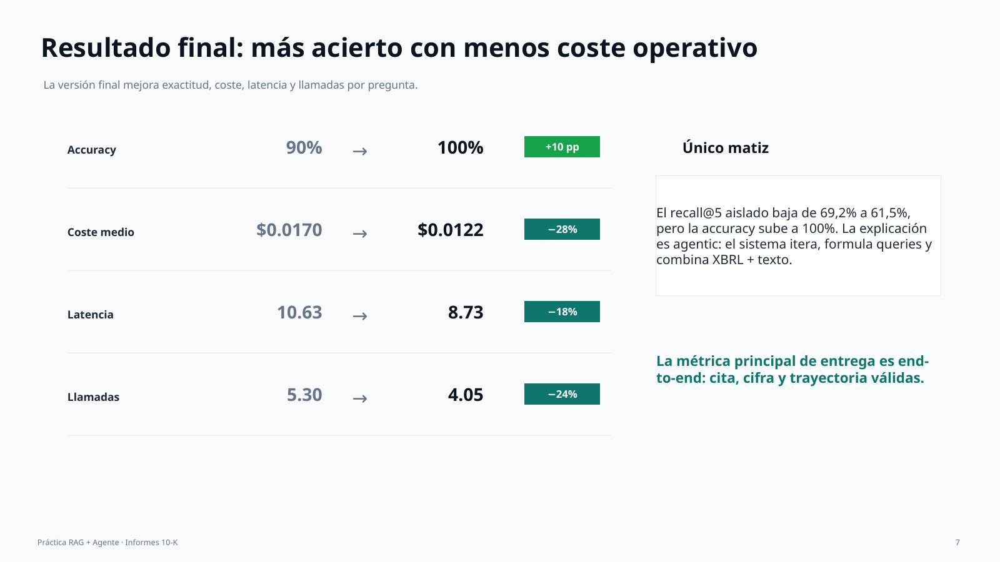 Resultado final: más acierto con menos coste operativo
La versión final mejora exactitud, coste, latencia y llamadas por pregunta.
Accuracy 90% → 100% +10 pp
Coste medio $0.0170 → $0.0122 −28%
Latencia 10.63 → 8.73 −18%
Llamadas 5.30 → 4.05 −24%
Único matiz
El recall@5 aislado baja de 69,2% a 61,5%,
pero la accuracy sube a 100%. La explicación
es agentic: el sistema itera, formula queries y
combina XBRL + texto.
La métrica principal de entrega es end-
to-end: cita, cifra y trayectoria válidas.
Práctica RAG + Agente · Informes 10-K
7